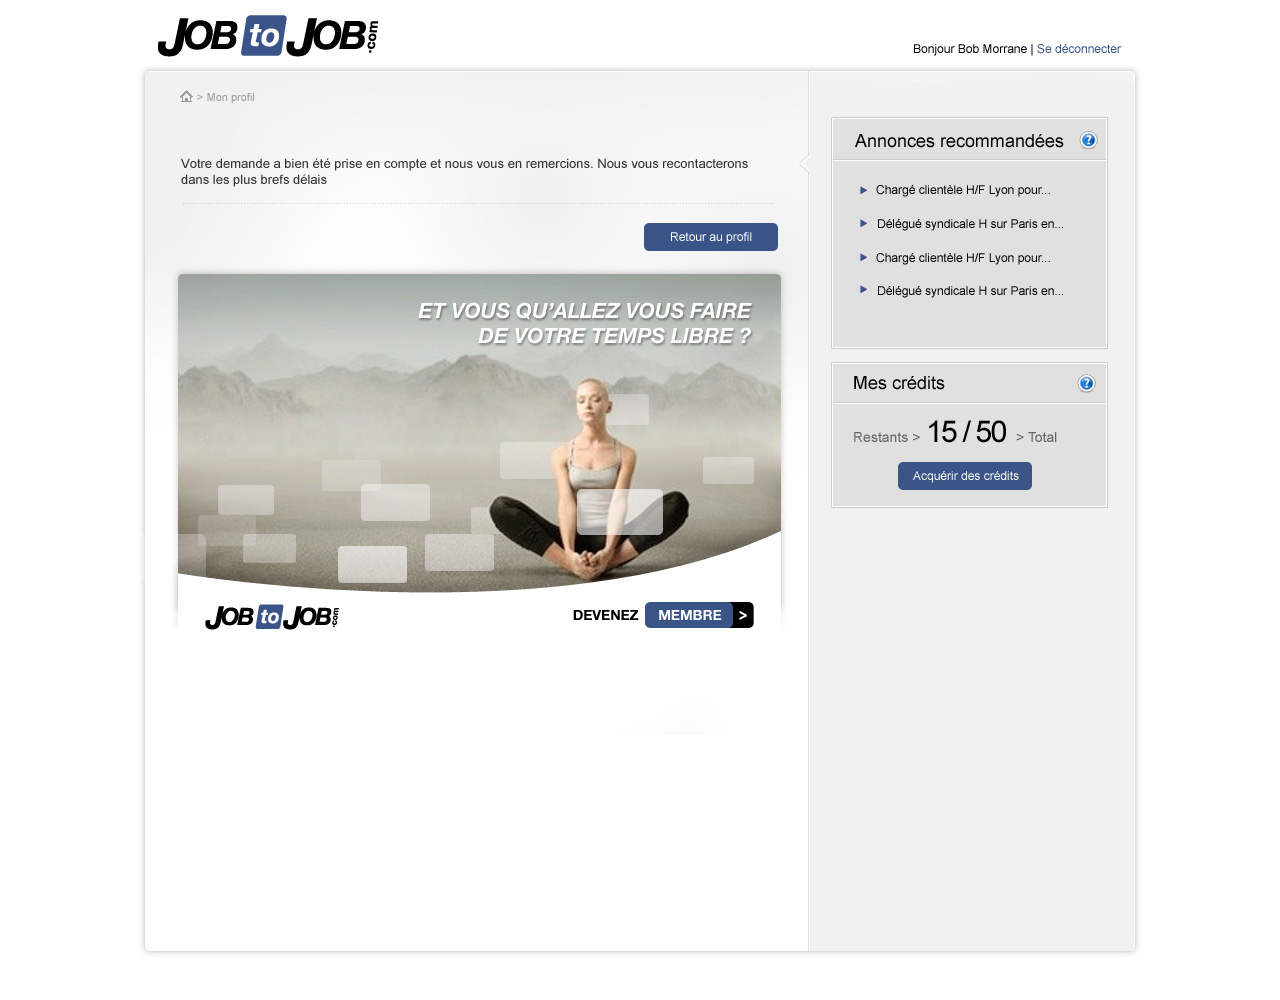 JOB to JOB .com
Bonjour Bob Morrane | Se déconnecter
> Mon profil
Votre demande a bien été prise en compte et nous vous en remercions. Nous vous recontacterons
dans les plus brefs délais
Retour au profil
ET VOUS QU'ALLEZ VOUS FAIRE
DE VOTRE TEMPS LIBRE ?
JOB to JOB .com
DEVENEZ MEMBRE >
Annonces recommandées ?
Chargé clientèle H/F Lyon pour...
Délégué syndicale H sur Paris en...
Chargé clientèle H/F Lyon pour...
Délégué syndicale H sur Paris en...
Mes crédits ?
Restants > 15 / 50 > Total
Acquérir des crédits